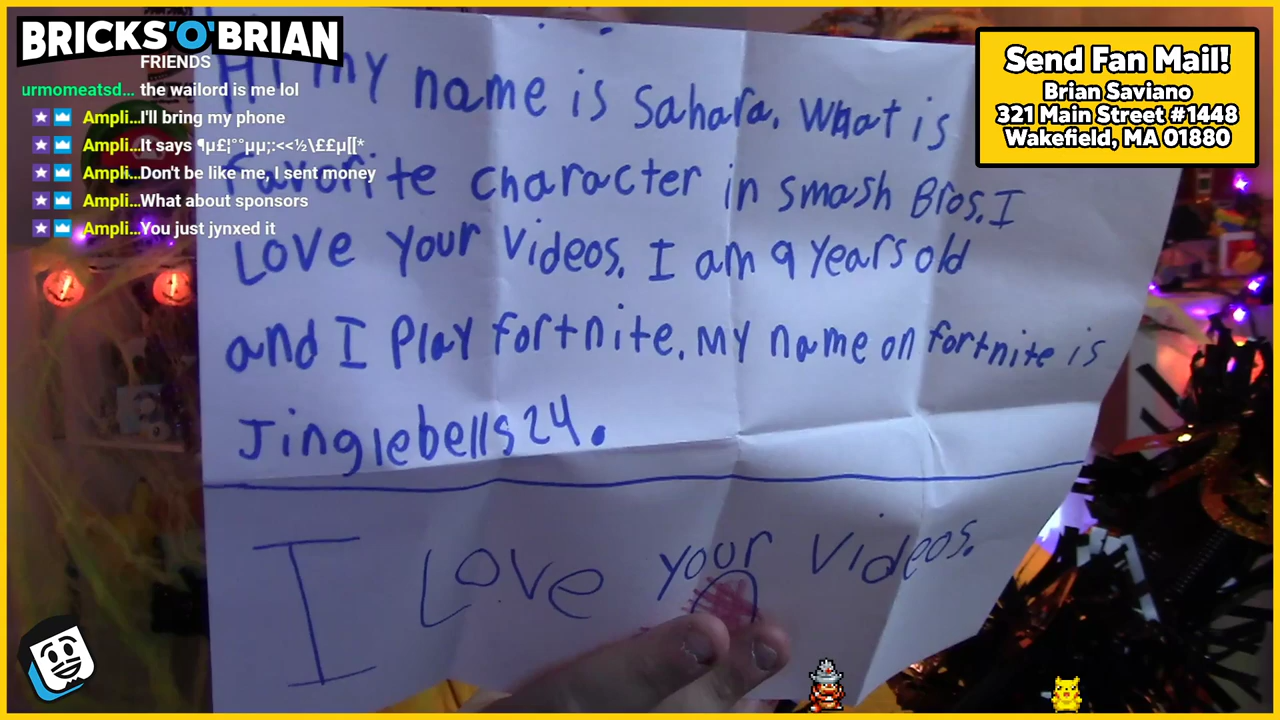 BRICKS'O'BRIAN
FRIENDS
urmomeatsd... the wailord is me lol
Ampli...I'll bring my phone
Ampli...It says ¶µ£¦°°µµ;:<<½\££µ[[*
Ampli...Don't be like me, I sent money
Ampli...What about sponsors
Ampli...You just jynxed it
Send Fan Mail!
Brian Saviano
321 Main Street #1448
Wakefield, MA 01880
Hi my name is Sahara. What is
favorite character in smash Bros. I
Love your videos. I am 9 years old
and I Play fortnite. My name on fortnite is
Jinglebells24.
I Love your videos.